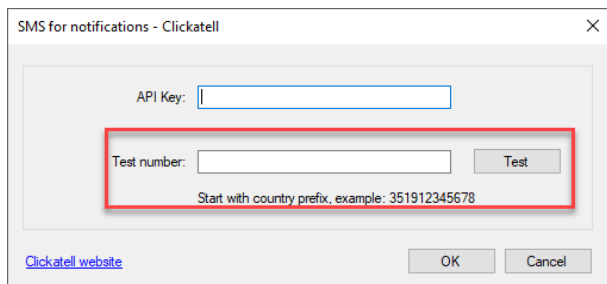 SMS for notifications - Clickatell
API Key:
Test number:
Test
Start with country prefix, example: 351912345678
Clickatell website
OK
Cancel